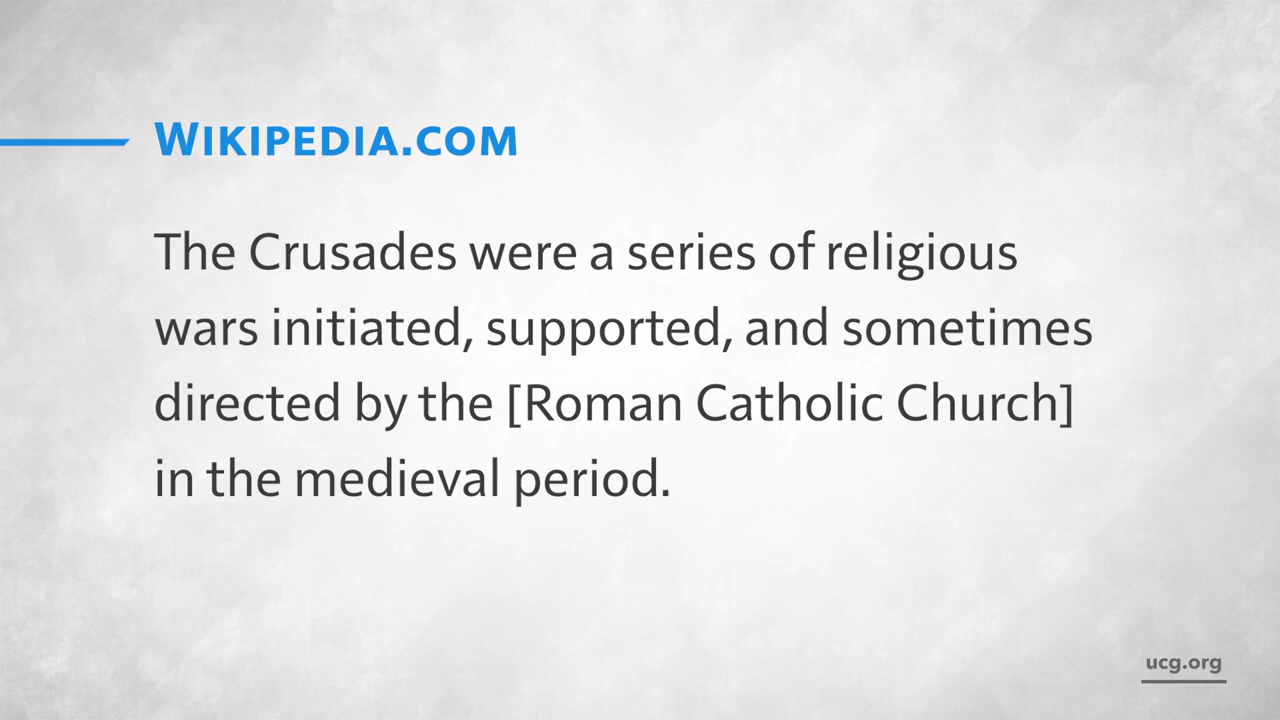 WIKIPEDIA.COM
The Crusades were a series of religious
wars initiated, supported, and sometimes
directed by the [Roman Catholic Church]
in the medieval period.
ucg.org